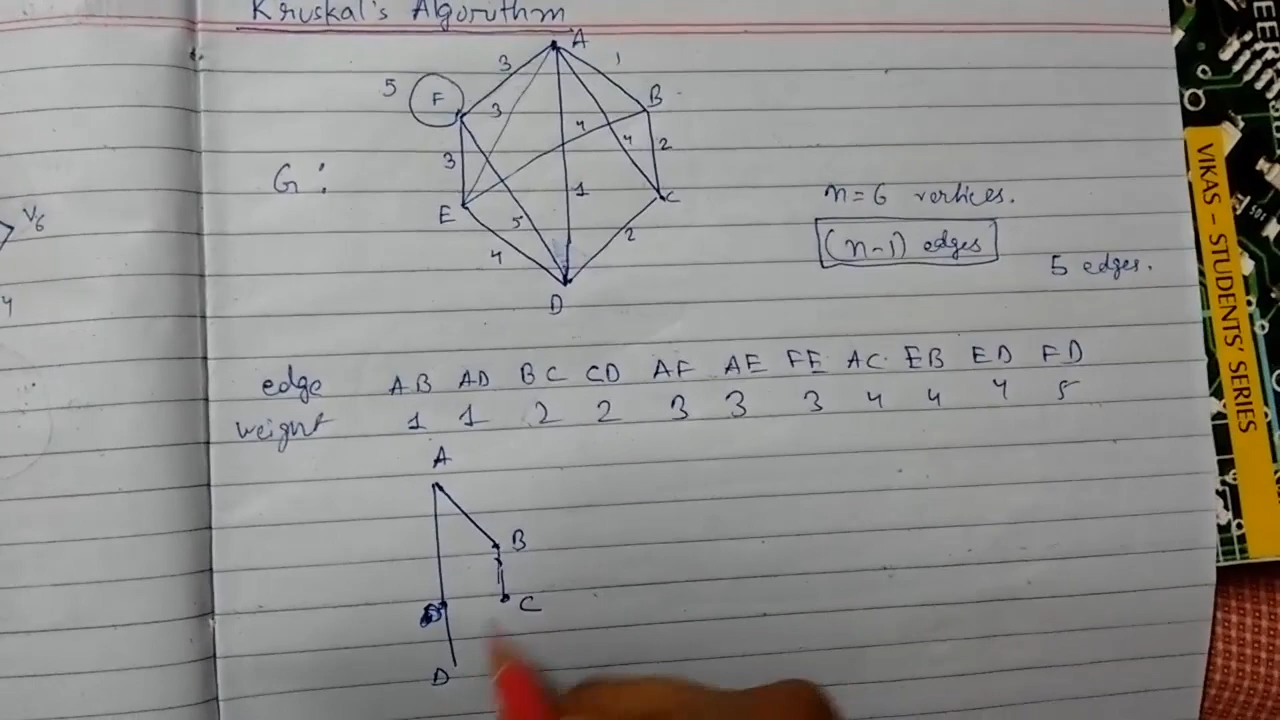 Kruskal's Algorithm
A
3
1
5
F
B
3
4
4
2
3
G:
1
C
E
5
2
4
D
n=6 vertices.
(n-1) edges
5 edges.
V6
4
edge AB AD BC CD AF AE FE AC EB ED FD
weight 1 1 2 2 3 3 3 4 4 4 5
A
B
C
D
VIKAS – STUDENTS' SERIES